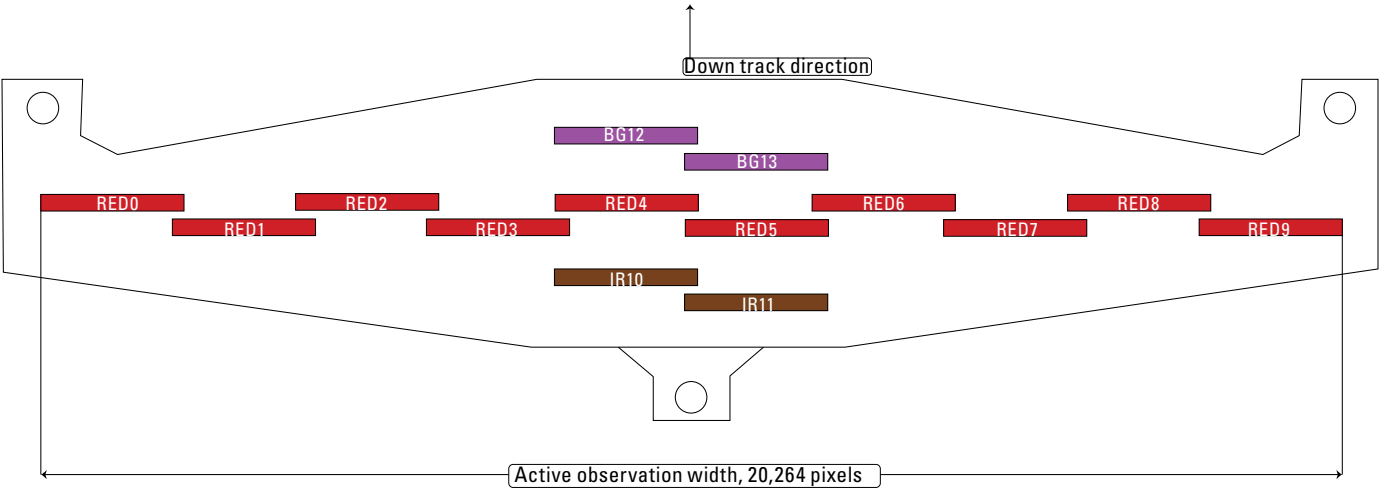 Down track direction
BG12
BG13
RED0
RED2
RED4
RED6
RED8
RED1
RED3
RED5
RED7
RED9
IR10
IR11
Active observation width, 20,264 pixels